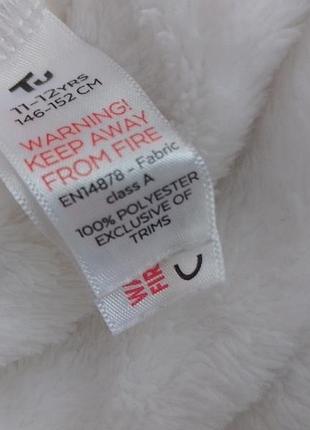 Tu
11-12YRS
146-152 CM
WARNING!
KEEP AWAY
FROM FIRE
EN14878 - Fabric
class A
100% POLYESTER
EXCLUSIVE OF
TRIMS